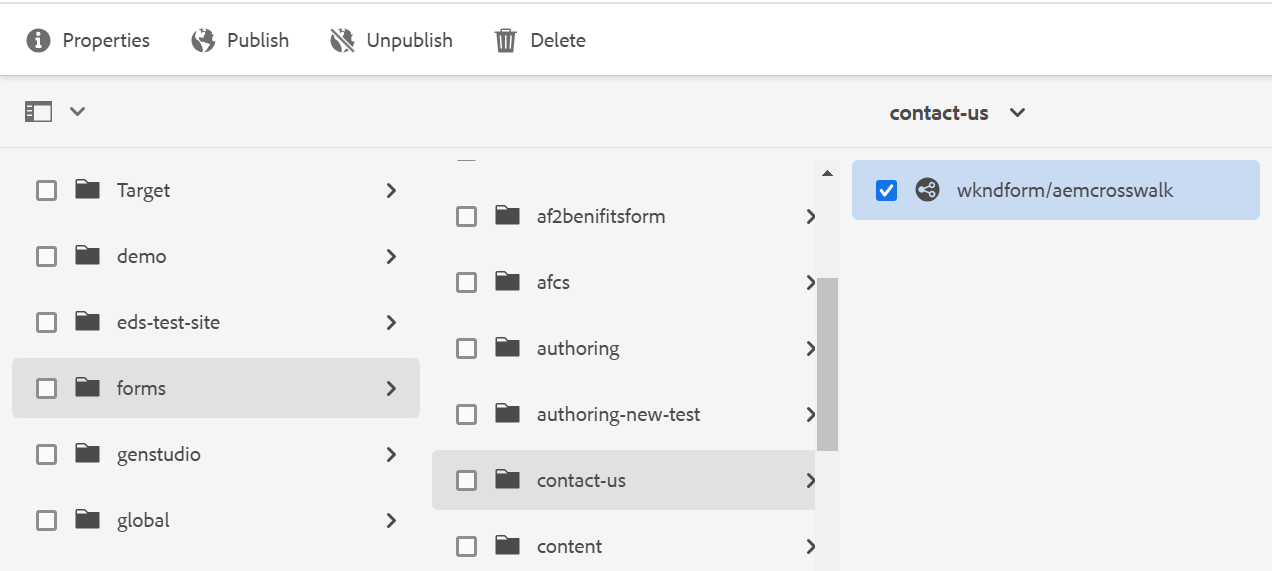 Properties Publish Unpublish Delete
contact-us
Target
demo
eds-test-site
forms
genstudio
global
af2benifitsform
afcs
authoring
authoring-new-test
contact-us
content
wkndform/aemcrosswalk